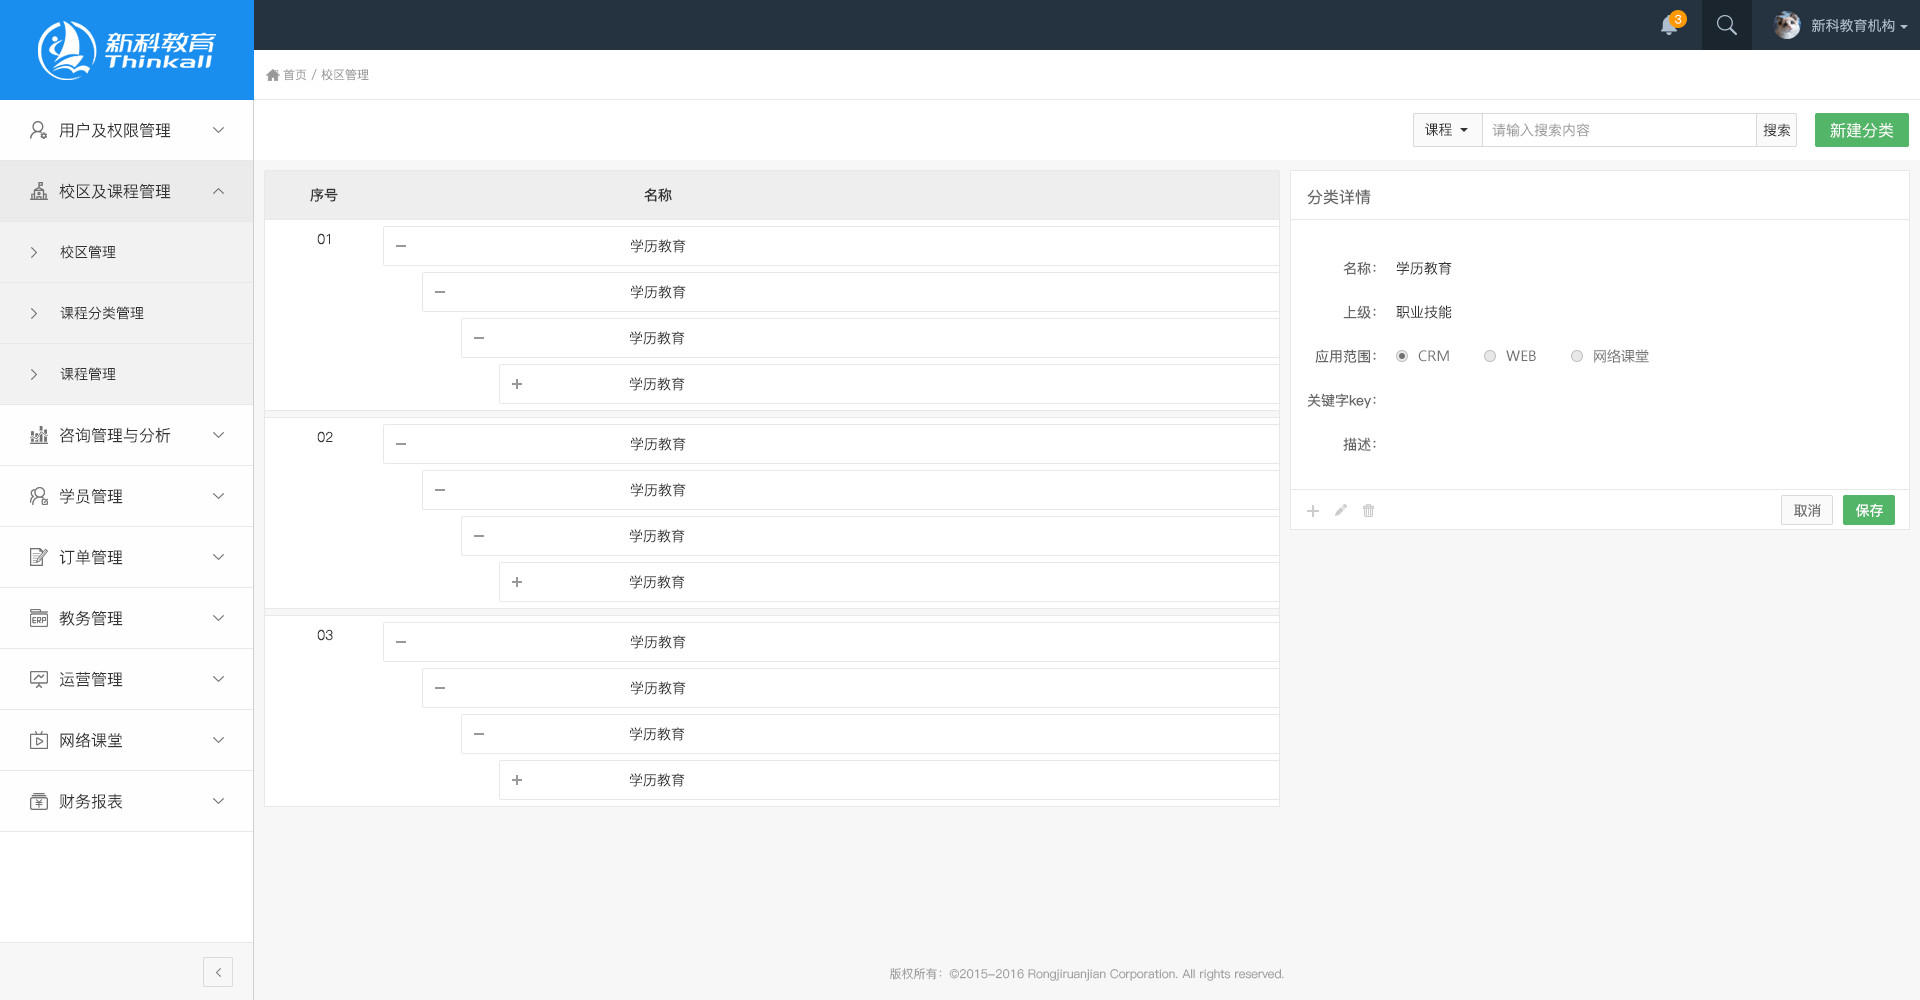 新科教育
Thinkall
3
新科教育机构
首页 / 校区管理
课程
请输入搜索内容
搜索
新建分类
用户及权限管理
校区及课程管理
校区管理
课程分类管理
课程管理
咨询管理与分析
学员管理
订单管理
ERP
教务管理
运营管理
网络课堂
¥
财务报表
序号 名称
01 学历教育
学历教育
学历教育
学历教育
02 学历教育
学历教育
学历教育
学历教育
03 学历教育
学历教育
学历教育
学历教育
分类详情
名称： 学历教育
上级： 职业技能
应用范围： CRM WEB 网络课堂
关键字key：
描述：
取消 保存
版权所有：©2015-2016 Rongjiruanjian Corporation. All rights reserved.